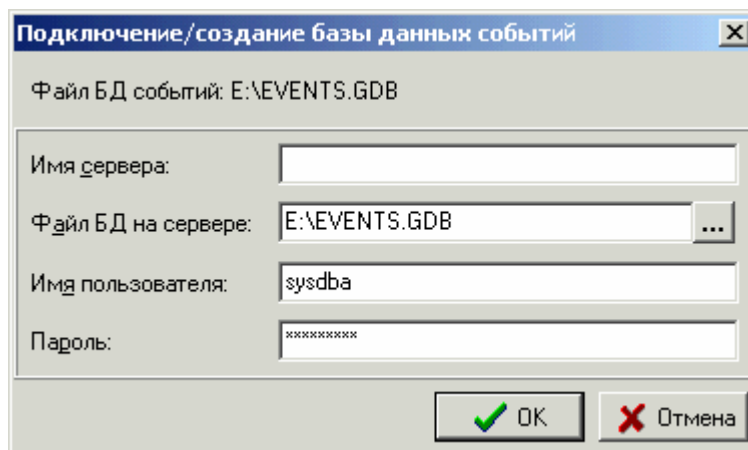 Подключение/создание базы данных событий
Файл БД событий: E:\EVENTS.GDB
Имя сервера:
Файл БД на сервере: E:\EVENTS.GDB ...
Имя пользователя: sysdba
Пароль: *********
OK Отмена